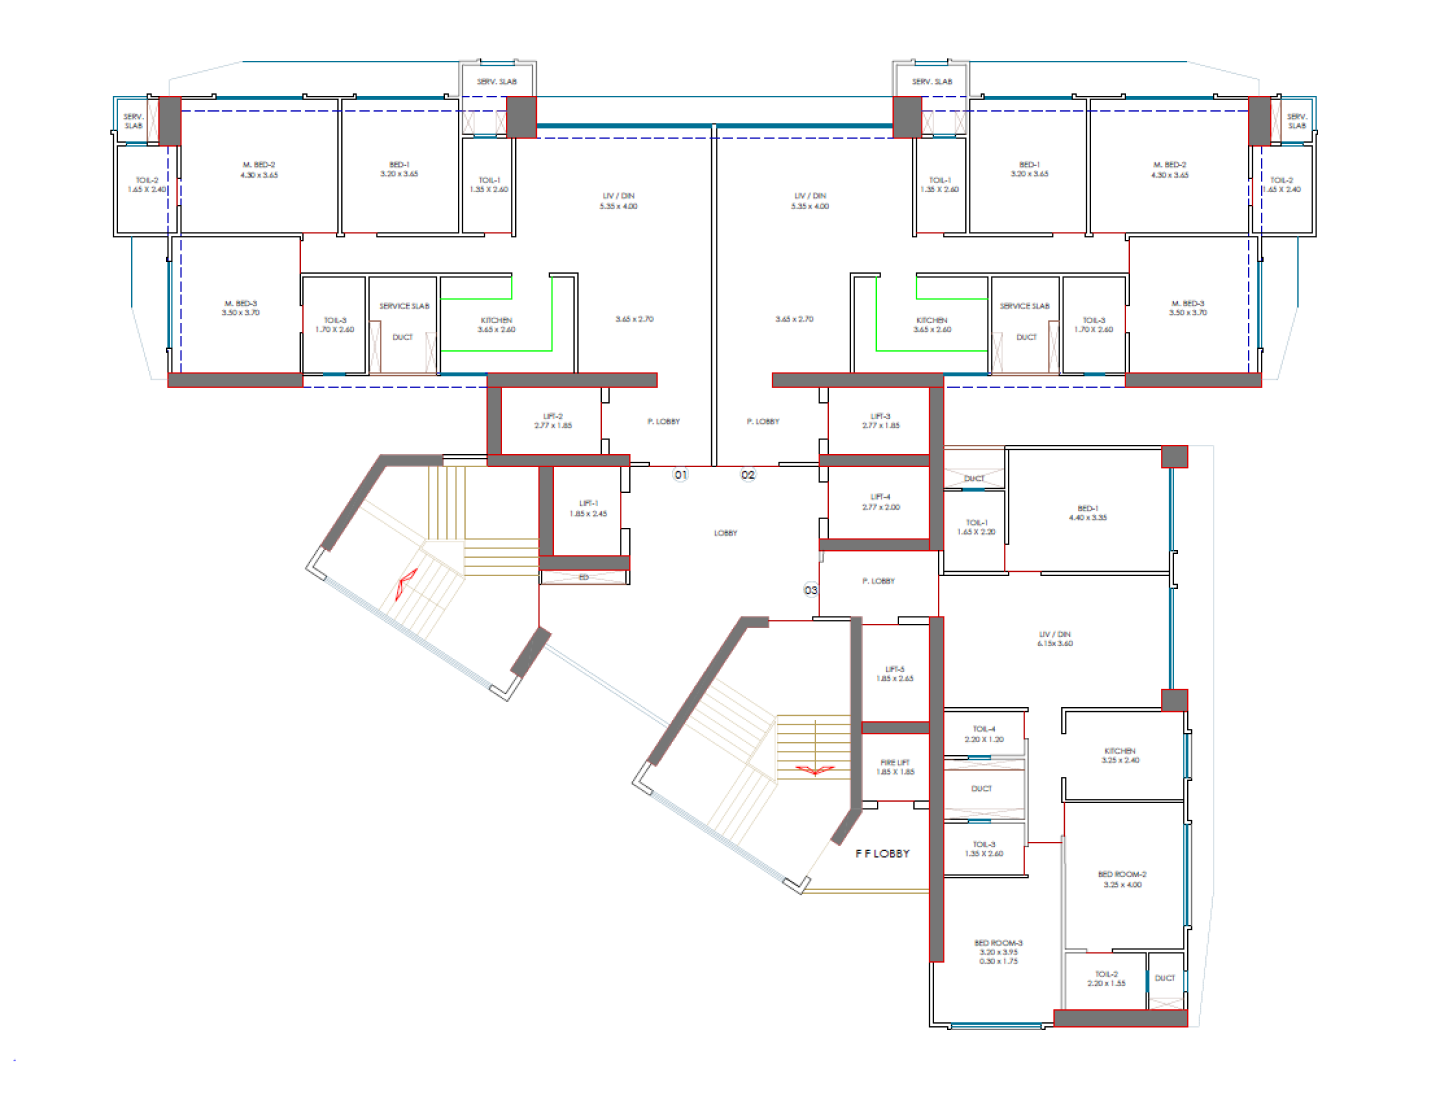 SERV. SLAB
SERV. SLAB
SERV.
SLAB
SERV.
SLAB
M. BED-2
4.30 x 3.65
BED-1
3.20 x 3.65
TOIL-2
1.65 X 2.40
TOIL-1
1.35 X 2.60
LIV / DIN
5.35 x 4.00
LIV / DIN
5.35 x 4.00
TOIL-1
1.35 X 2.60
BED-1
3.20 x 3.65
M. BED-2
4.30 x 3.65
TOIL-2
1.65 X 2.40
M. BED-3
3.50 x 3.70
TOIL-3
1.70 X 2.60
SERVICE SLAB
DUCT
KITCHEN
3.65 x 2.60
3.65 x 2.70
3.65 x 2.70
KITCHEN
3.65 x 2.60
SERVICE SLAB
DUCT
TOIL-3
1.70 X 2.60
M. BED-3
3.50 x 3.70
LIFT-2
2.77 x 1.85
P. LOBBY
P. LOBBY
LIFT-3
2.77 x 1.85
01
02
DUCT
LIFT-1
1.85 x 2.45
LIFT-4
2.77 x 2.00
BED-1
4.40 x 3.35
TOIL-1
1.65 X 2.20
LOBBY
ED
P. LOBBY
03
LIV / DIN
6.15x 3.60
LIFT-5
1.85 x 2.65
TOIL-4
2.20 X 1.20
KITCHEN
3.25 x 2.40
FIRE LIFT
1.85 X 1.85
DUCT
F F LOBBY
TOIL-3
1.35 X 2.60
BED ROOM-2
3.25 x 4.00
BED ROOM-3
3.20 x 3.95
0.30 x 1.75
TOIL-2
2.20 x 1.55
DUCT